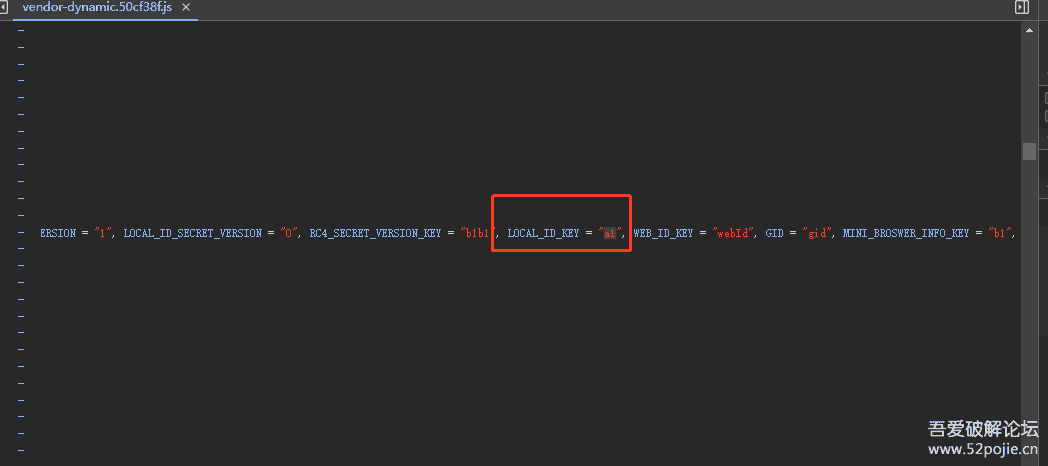 vendor-dynamic.50cf38f.js ×
ERSION = "1", LOCAL_ID_SECRET_VERSION = "0", RC4_SECRET_VERSION_KEY = "b1b1", LOCAL_ID_KEY = "a1", WEB_ID_KEY = "webId", GID = "gid", MINI_BROSWER_INFO_KEY = "b1",
吾爱破解论坛
www.52pojie.cn